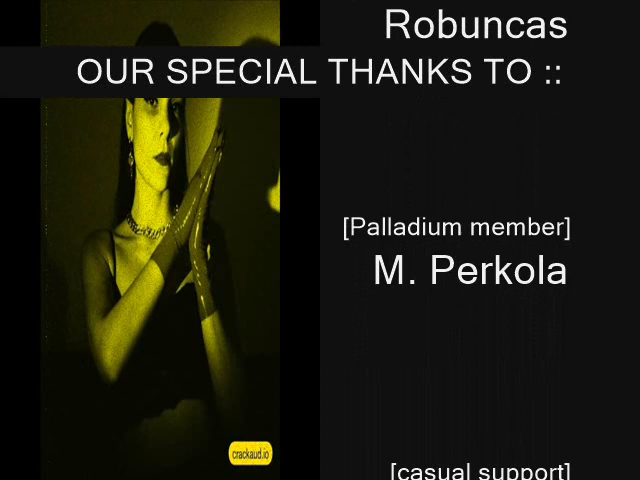 Robuncas
OUR SPECIAL THANKS TO ::
[Palladium member]
M. Perkola
crackaud.io
[casual support]